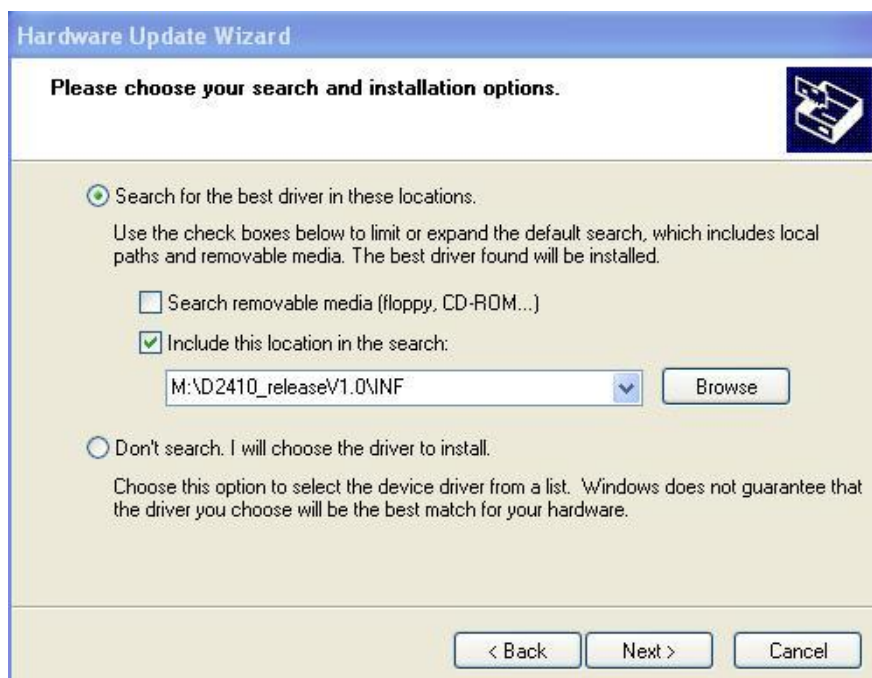 Hardware Update Wizard
Please choose your search and installation options.
Search for the best driver in these locations.
Use the check boxes below to limit or expand the default search, which includes local
paths and removable media. The best driver found will be installed.
Search removable media (floppy, CD-ROM...)
Include this location in the search:
M:\D2410_releaseV1.0\INF
Browse
Don't search. I will choose the driver to install.
Choose this option to select the device driver from a list. Windows does not guarantee that
the driver you choose will be the best match for your hardware.
< Back Next > Cancel